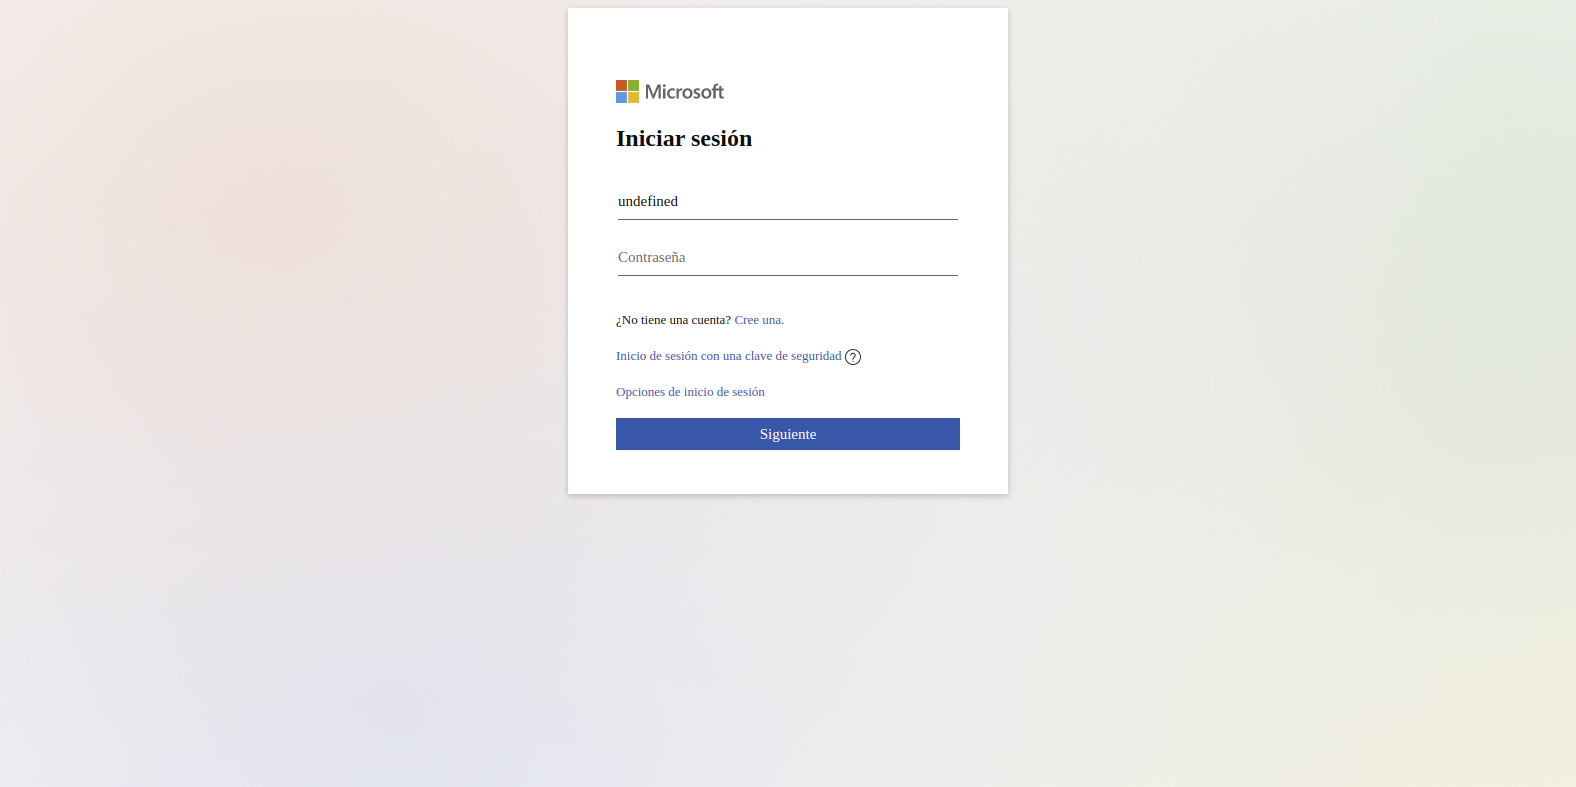 Microsoft
Iniciar sesión
undefined
Contraseña
¿No tiene una cuenta? Cree una.
Inicio de sesión con una clave de seguridad ?
Opciones de inicio de sesión
Siguiente